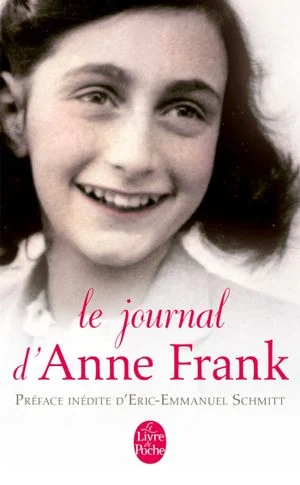 le journal
d'Anne Frank
PRÉFACE INÉDITE D'ERIC-EMMANUEL SCHMITT
Le
Livre
de
Poche